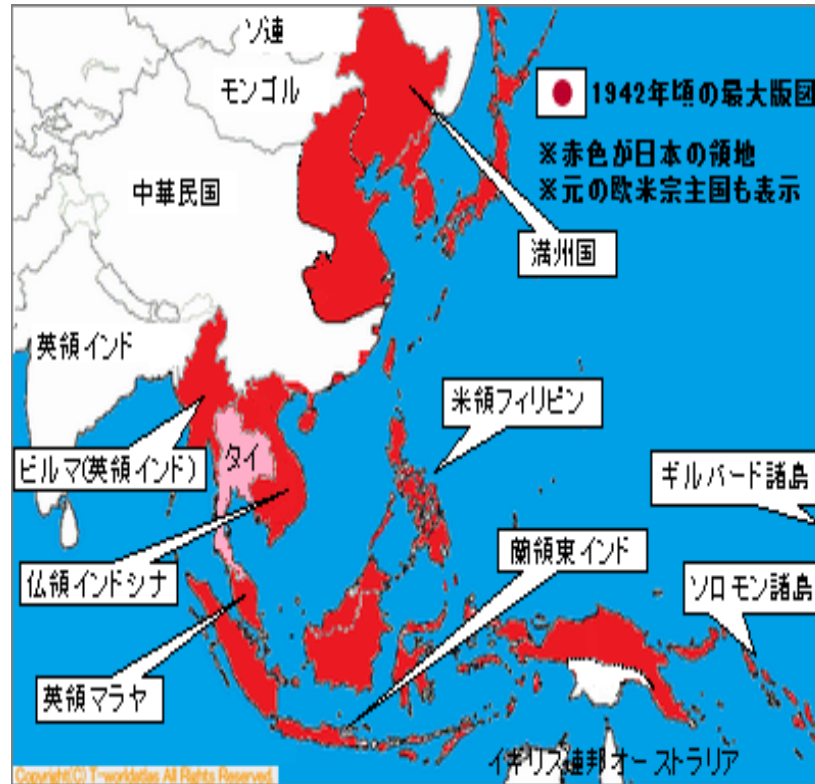 ソ連
モンゴル
1942年頃の最大版図
※赤色が日本の領地
※元の欧米宗主国も表示
中華民国
満州国
英領インド
米領フィリピン
ビルマ(英領インド)
タイ
ギルバード諸島
仏領インドシナ
蘭領東インド
ソロモン諸島
英領マラヤ
イギリス連邦オーストラリア
Copyright(C) T-worldatlas All Rights Reserved.